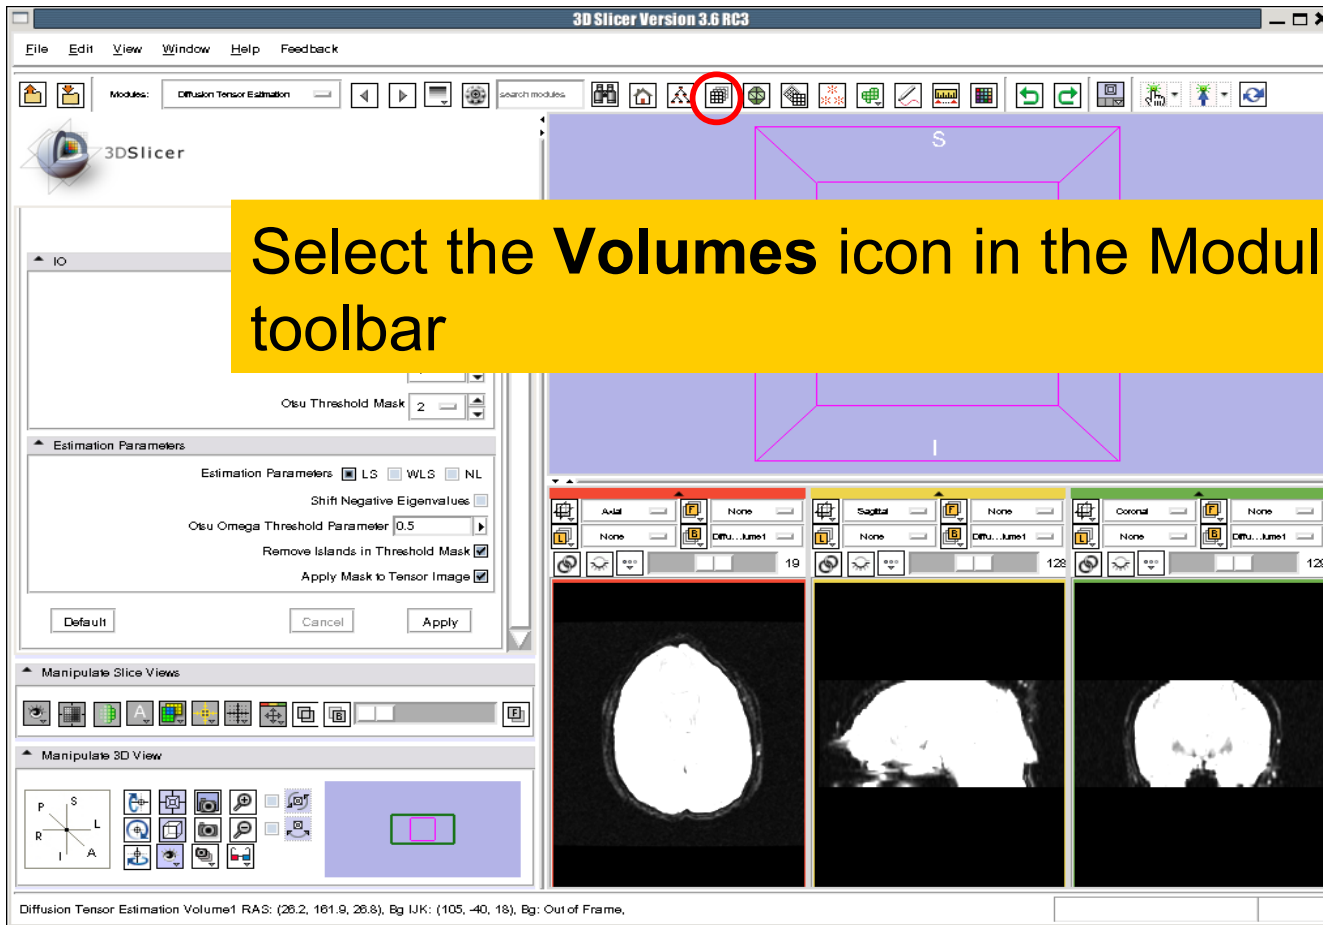 3D Slicer Version 3.6 RC3
File Edit View Window Help Feedback
Modules: Diffusion Tensor Estimation search modules
3DSlicer
S
Select the Volumes icon in the Modul
toolbar
IO
Otsu Threshold Mask 2
I
Estimation Parameters
Estimation Parameters LS WLS NL
Shift Negative Eigenvalues
Otsu Omega Threshold Parameter 0.5
Remove Islands in Threshold Mask
Apply Mask to Tensor Image
Default Cancel Apply
Axial F None Sagittal F None Coronal F None
L None B Diffu...lume1 L None B Diffu...lume1 L None B Diffu...lume1
19 128 129
Manipulate Slice Views
A B F
Manipulate 3D View
P S
R L
I A
Diffusion Tensor Estimation Volume1 RAS: (26.2, 161.9, 26.8), Bg IJK: (105, -40, 18), Bg: Out of Frame,